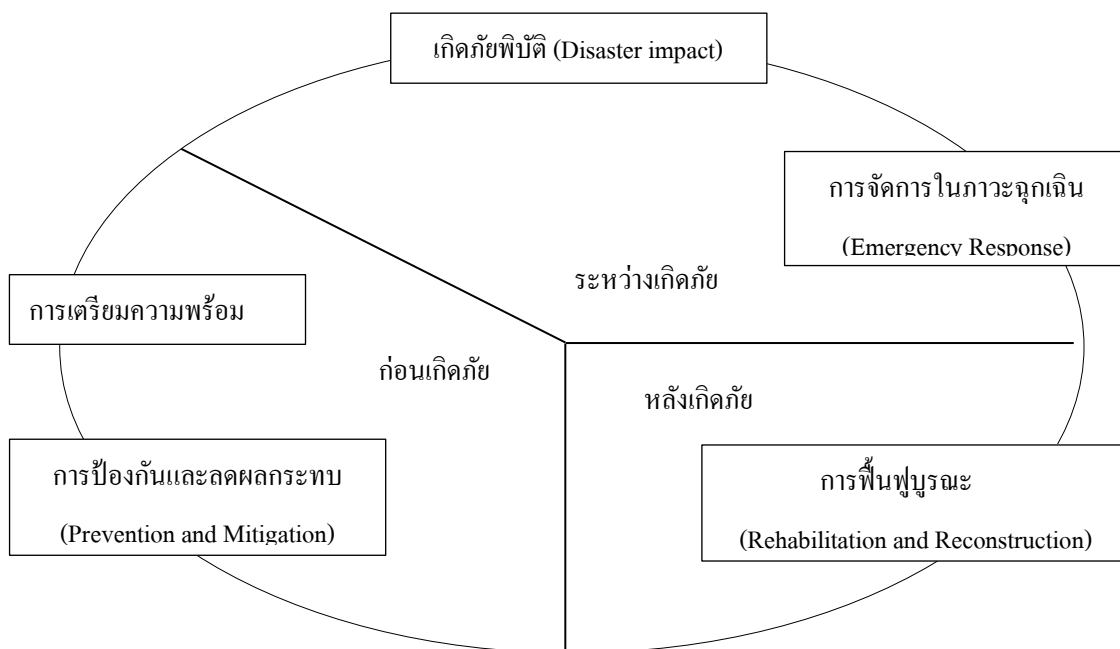 เกิดภัยพิบัติ (Disaster impact)
การจัดการในภาวะฉุกเฉิน
(Emergency Response)
ระหว่างเกิดภัย
การเตรียมความพร้อม
ก่อนเกิดภัย
หลังเกิดภัย
การป้องกันและลดผลกระทบ
(Prevention and Mitigation)
การฟื้นฟูบูรณะ
(Rehabilitation and Reconstruction)